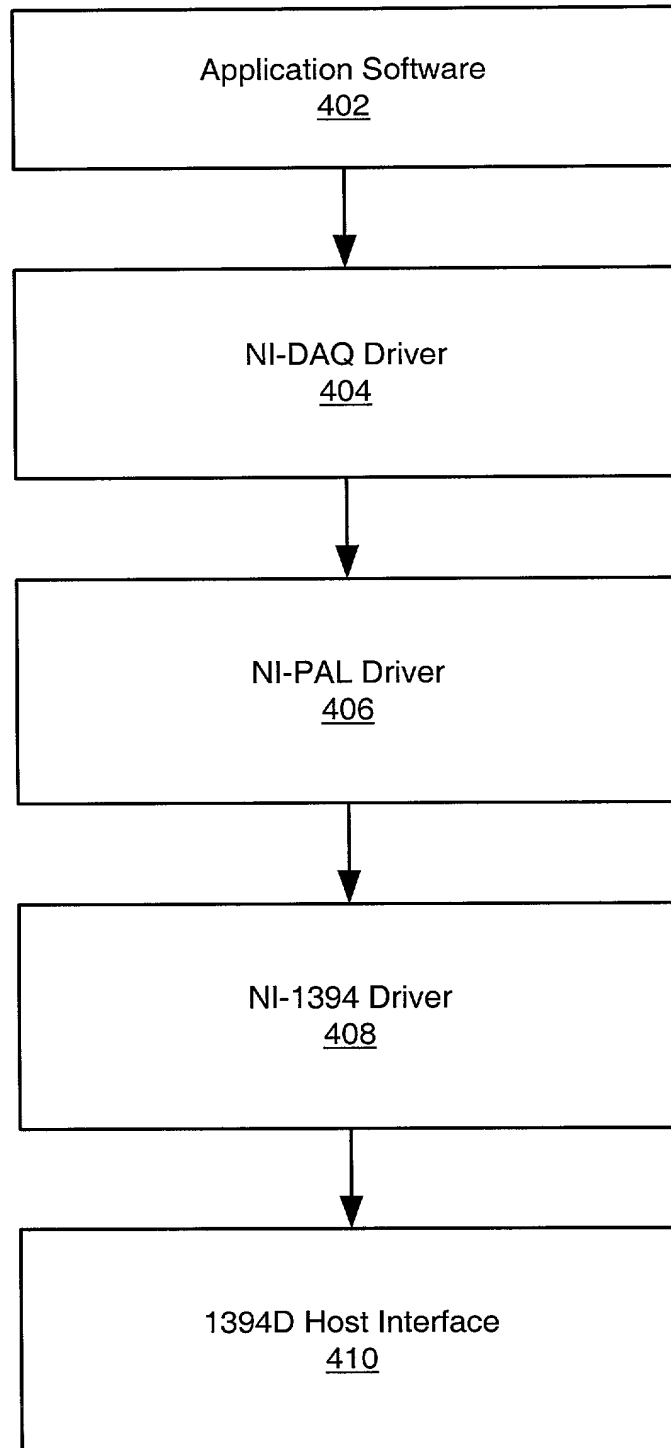 Application Software
402
NI-DAQ Driver
404
NI-PAL Driver
406
NI-1394 Driver
408
1394D Host Interface
410